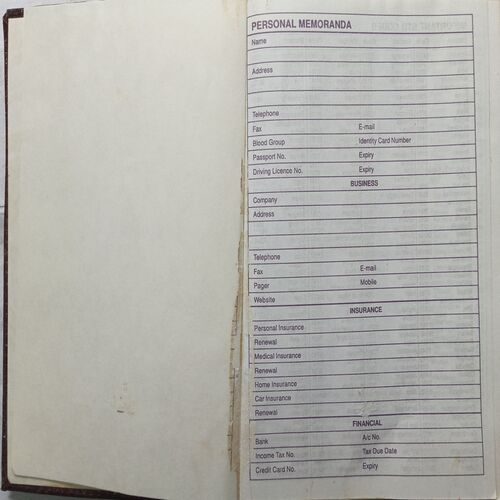 PERSONAL MEMORANDA
Name
Address
Telephone
Fax E-mail
Blood Group Identity Card Number
Passport No. Expiry
Driving Licence No. Expiry
BUSINESS
Company
Address
Telephone
Fax E-mail
Pager Mobile
Website
INSURANCE
Personal Insurance
Renewal
Medical Insurance
Renewal
Home Insurance
Car Insurance
Renewal
FINANCIAL
Bank A/c No.
Income Tax No. Tax Due Date
Credit Card No. Expiry